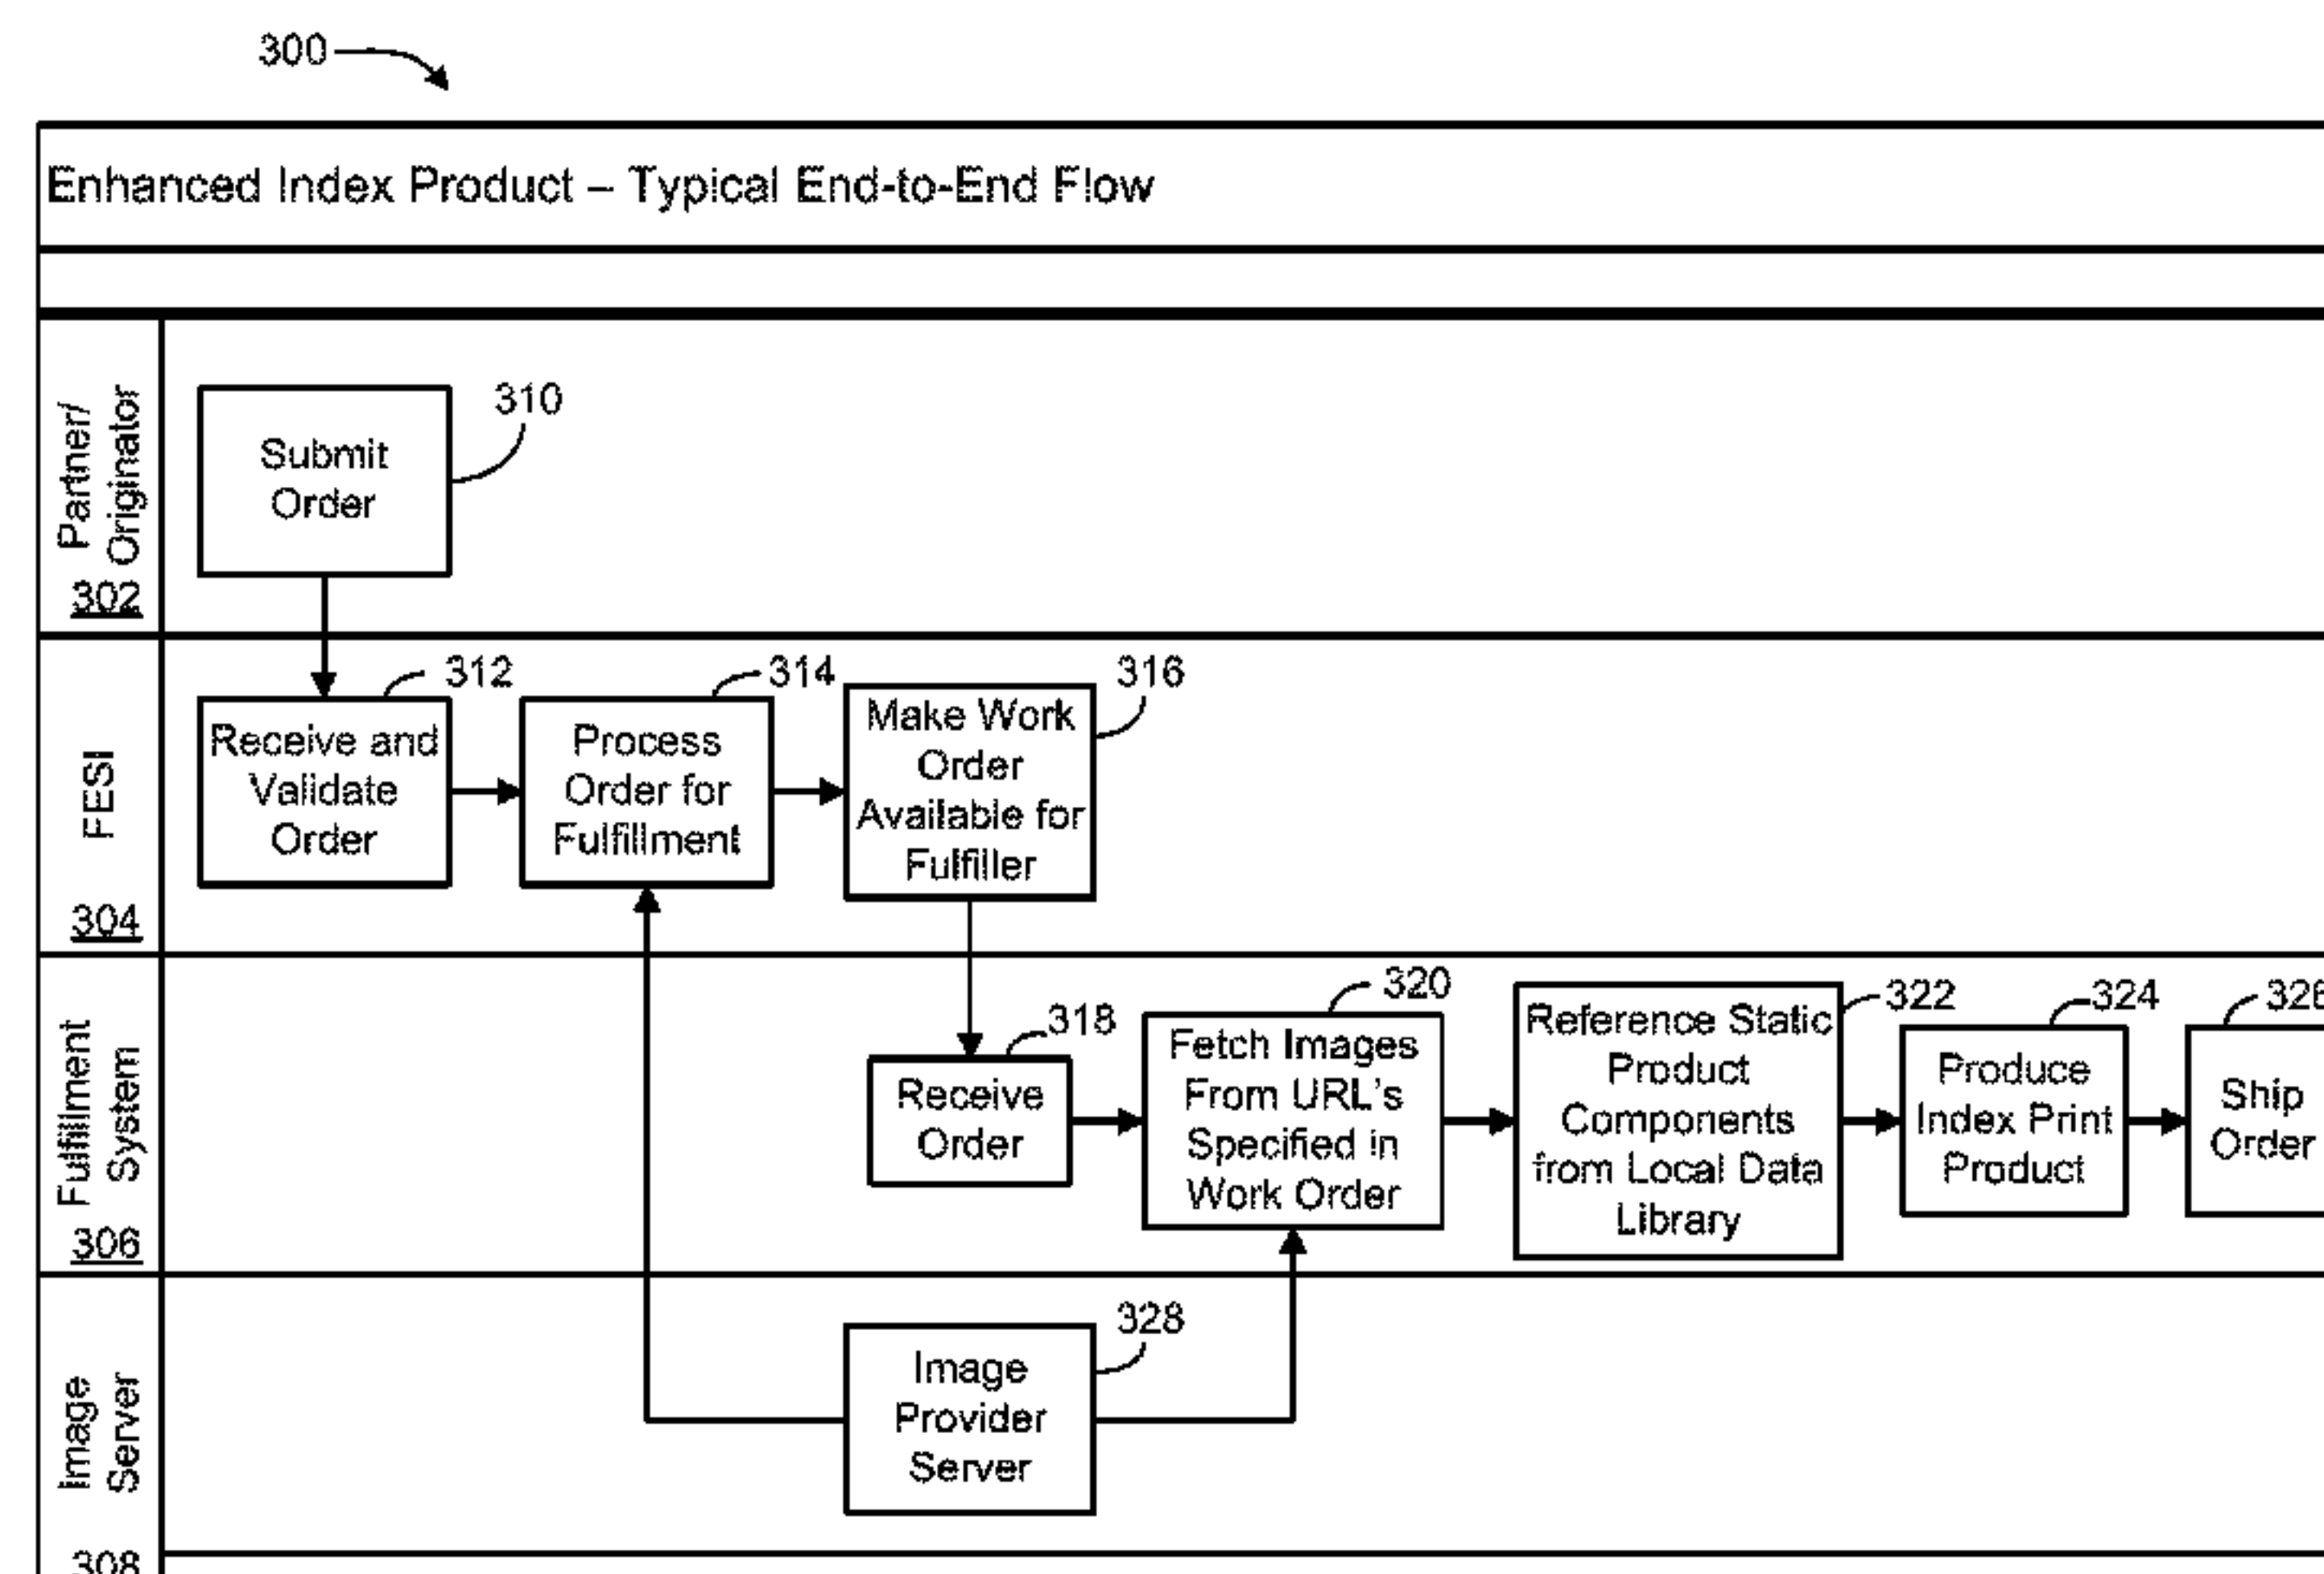 300
Enhanced Index Product – Typical End-to-End Flow
Partner/
Originator
302
Submit
Order
310
FESI
304
312
Receive and
Validate
Order
314
Process
Order for
Fulfillment
316
Make Work
Order
Available for
Fulfiller
Fulfillment
System
306
318
Receive
Order
320
Fetch Images
From URL's
Specified in
Work Order
322
Reference Static
Product
Components
from Local Data
Library
324
Produce
Index Print
Product
326
Ship
Order
Image
Server
308
328
Image
Provider
Server